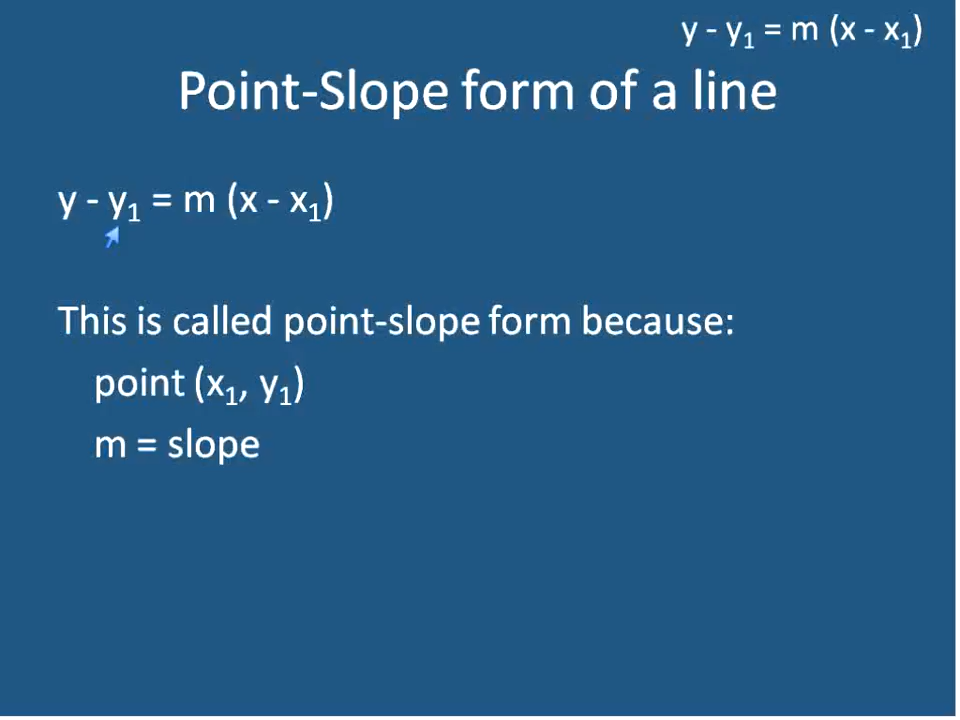 y - y₁ = m (x - x₁)
Point-Slope form of a line
y - y₁ = m (x - x₁)
This is called point-slope form because:
point (x₁, y₁)
m = slope